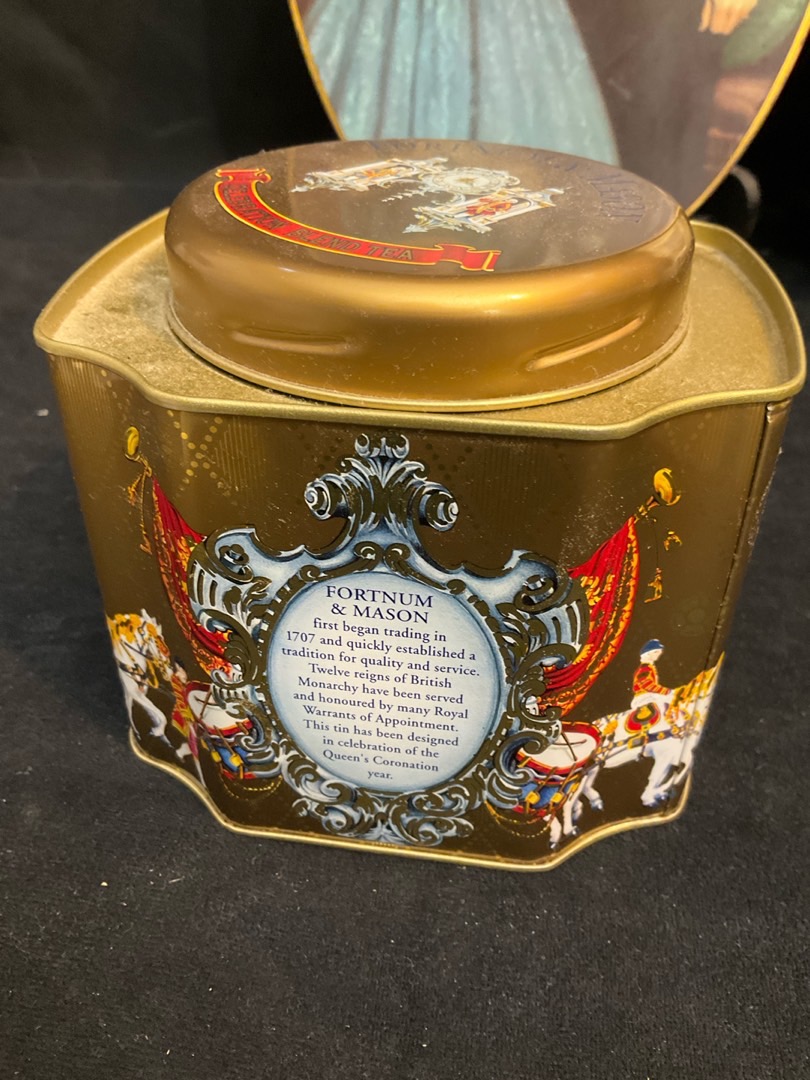 BLEND TEA
FORTNUM
& MASON
first began trading in
1707 and quickly established a
tradition for quality and service.
Twelve reigns of British
Monarchy have been served
and honoured by many Royal
Warrants of Appointment.
This tin has been designed
in celebration of the
Queen's Coronation
year.